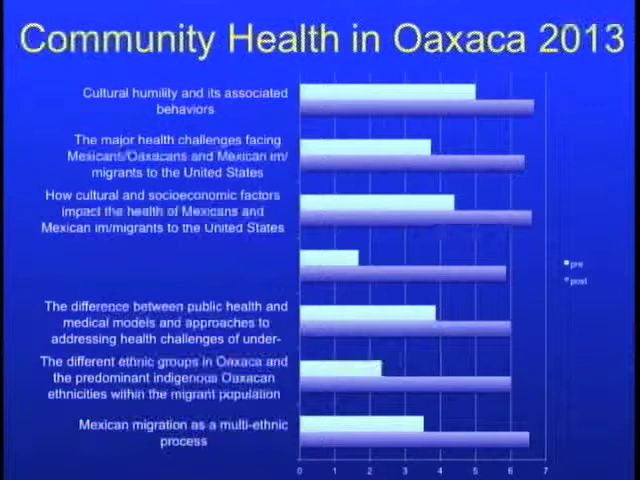 Community Health in Oaxaca 2013
Cultural humility and its associated
behaviors
The major health challenges facing
Mexicans/Oaxacans and Mexican im/
migrants to the United States
How cultural and socioeconomic factors
impact the health of Mexicans and
Mexican im/migrants to the United States
The difference between public health and
medical models and approaches to
addressing health challenges of under-
The different ethnic groups in Oaxaca and
the predominant indigenous Oaxacan
ethnicities within the migrant population
Mexican migration as a multi-ethnic
process
pre
post
0 1 2 3 4 5 6 7